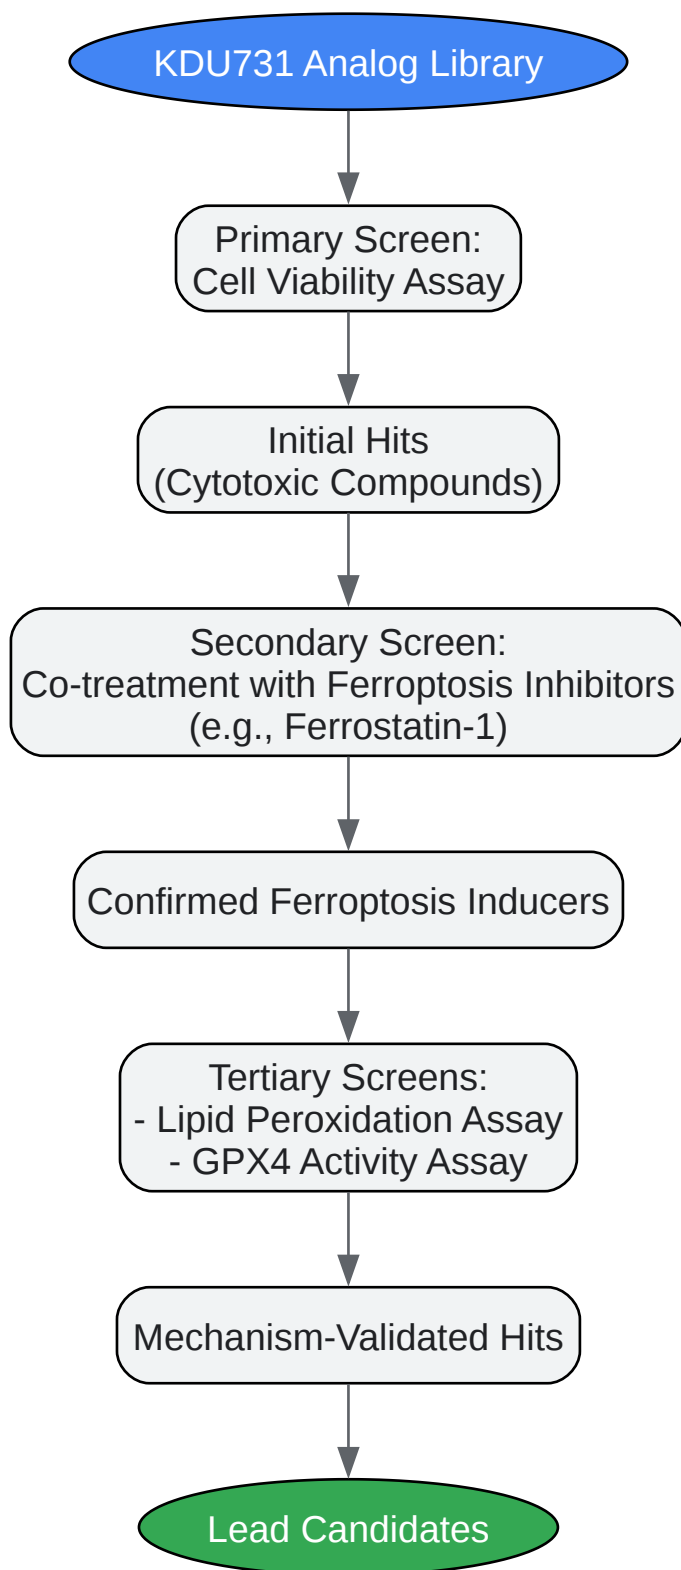 KDU731 Analog Library
Primary Screen:
Cell Viability Assay
Initial Hits
(Cytotoxic Compounds)
Secondary Screen:
Co-treatment with Ferroptosis Inhibitors
(e.g., Ferrostatin-1)
Confirmed Ferroptosis Inducers
Tertiary Screens:
- Lipid Peroxidation Assay
- GPX4 Activity Assay
Mechanism-Validated Hits
Lead Candidates